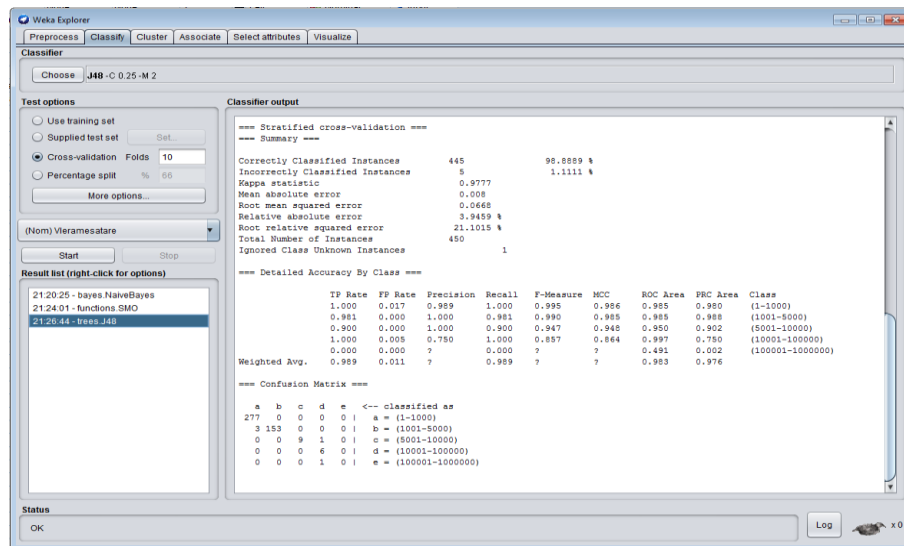 Weka Explorer
Preprocess Classify Cluster Associate Select attributes Visualize
Classifier
Choose J48 -C 0.25 -M 2
Test options
Use training set
Supplied test set Set...
Cross-validation Folds 10
Percentage split % 66
More options...
(Nom) Vleramesatare
Start Stop
Result list (right-click for options)
21:20:25 - bayes.NaiveBayes
21:24:01 - functions.SMO
21:26:44 - trees.J48
Classifier output
=== Stratified cross-validation ===
=== Summary ===
Correctly Classified Instances 445 98.8889 %
Incorrectly Classified Instances 5 1.1111 %
Kappa statistic 0.9777
Mean absolute error 0.008
Root mean squared error 0.0668
Relative absolute error 3.9459 %
Root relative squared error 21.1015 %
Total Number of Instances 450
Ignored Class Unknown Instances 1
=== Detailed Accuracy By Class ===
TP Rate FP Rate Precision Recall F-Measure MCC ROC Area PRC Area Class
1.000 0.017 0.989 1.000 0.995 0.986 0.985 0.980 (1-1000)
0.981 0.000 1.000 0.981 0.990 0.985 0.985 0.988 (1001-5000)
0.900 0.000 1.000 0.900 0.947 0.948 0.950 0.902 (5001-10000)
1.000 0.005 0.750 1.000 0.857 0.864 0.997 0.750 (10001-100000)
0.000 0.000 ? 0.000 ? ? 0.491 0.002 (100001-1000000)
Weighted Avg. 0.989 0.011 ? 0.989 ? ? 0.983 0.976
=== Confusion Matrix ===
a b c d e <-- classified as
277 0 0 0 0 | a = (1-1000)
3 153 0 0 0 | b = (1001-5000)
0 0 9 1 0 | c = (5001-10000)
0 0 0 6 0 | d = (10001-100000)
0 0 0 1 0 | e = (100001-1000000)
Status
OK
Log x 0